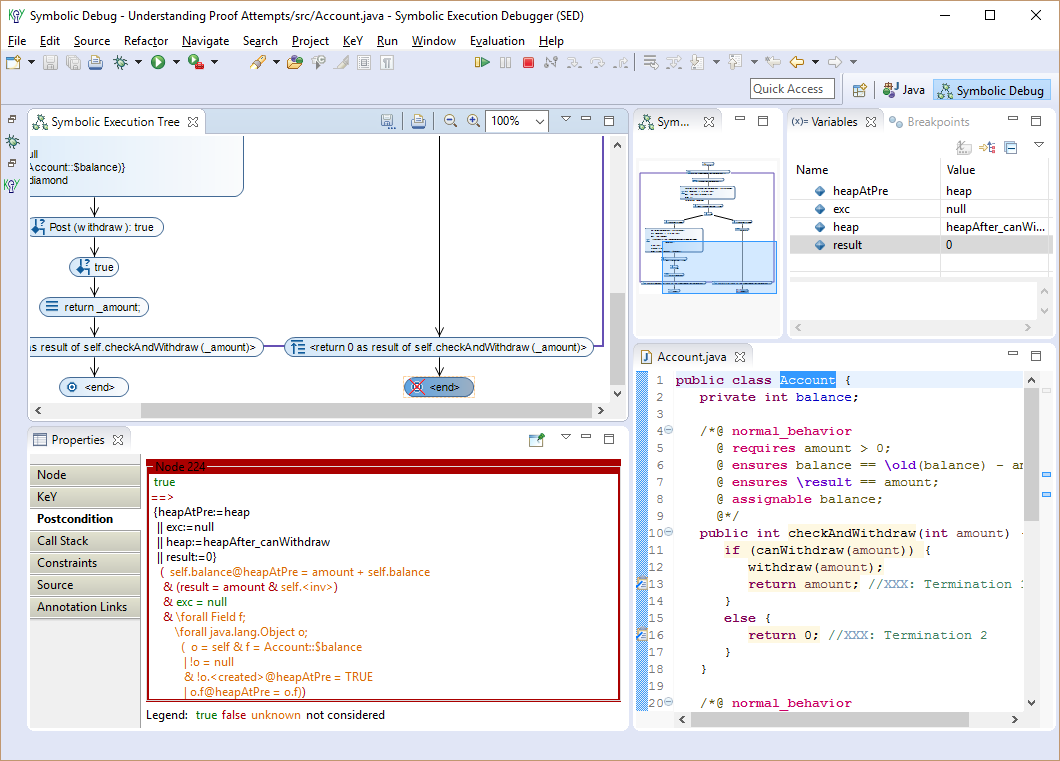 Symbolic Debug - Understanding Proof Attempts/src/Account.java - Symbolic Execution Debugger (SED)
File Edit Source Refactor Navigate Search Project KeY Run Window Evaluation Help
Quick Access
Java
Symbolic Debug
Symbolic Execution Tree
100%
Account::$balance)}
diamond
Post (withdraw ): true
true
return _amount;
as result of self.checkAndWithdraw (_amount)>
<return 0 as result of self.checkAndWithdraw (_amount)>
<end>
<end>
Sym...
Variables
Breakpoints
Name Value
heapAtPre heap
exc null
heap heapAfter_canWi...
result 0
Properties
Node
KeY
Postcondition
Call Stack
Constraints
Source
Annotation Links
Node 224
true
==>
{heapAtPre:=heap
|| exc:=null
|| heap:=heapAfter_canWithdraw
|| result:=0}
( self.balance@heapAtPre = amount + self.balance
& (result = amount & self.<inv>)
& exc = null
& \forall Field f;
\forall java.lang.Object o;
( o = self & f = Account::$balance
| !o = null
& !o.<created>@heapAtPre = TRUE
| o.f@heapAtPre = o.f))
Legend: true false unknown not considered
Account.java
1 public class Account {
2 private int balance;
3
4 /*@ normal_behavior
5 @ requires amount > 0;
6 @ ensures balance == \old(balance) - am
7 @ ensures \result == amount;
8 @ assignable balance;
9 @*/
10 public int checkAndWithdraw(int amount)
11 if (canWithdraw(amount)) {
12 withdraw(amount);
13 return amount; //XXX: Termination
14 }
15 else {
16 return 0; //XXX: Termination 2
17 }
18 }
19
20 /*@ normal_behavior